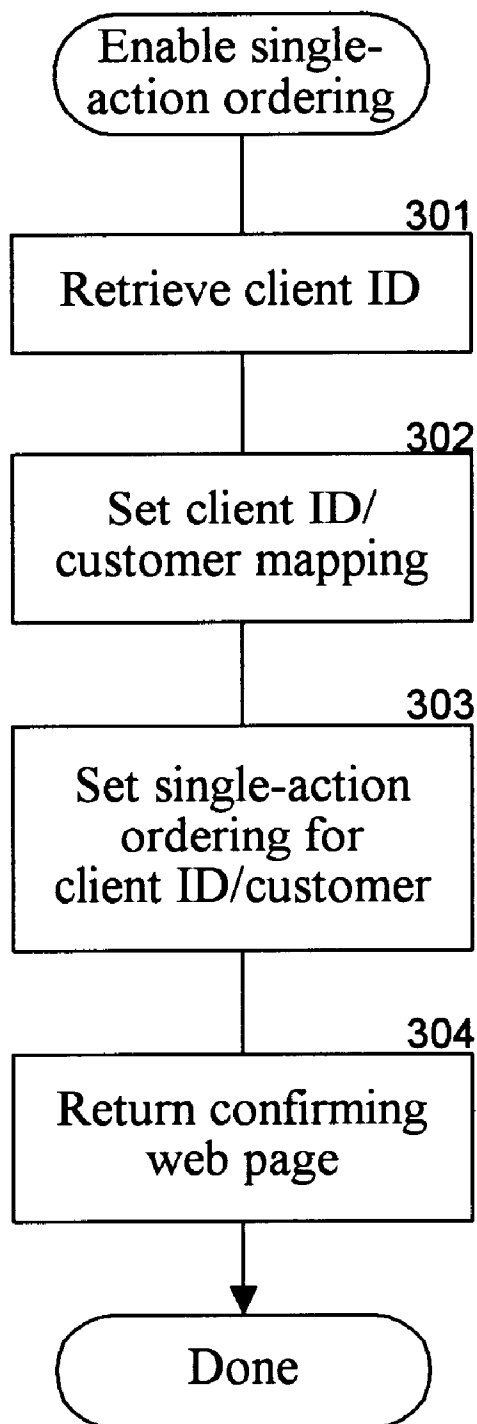 Enable single-
action ordering
301
Retrieve client ID
302
Set client ID/
customer mapping
303
Set single-action
ordering for
client ID/customer
304
Return confirming
web page
Done